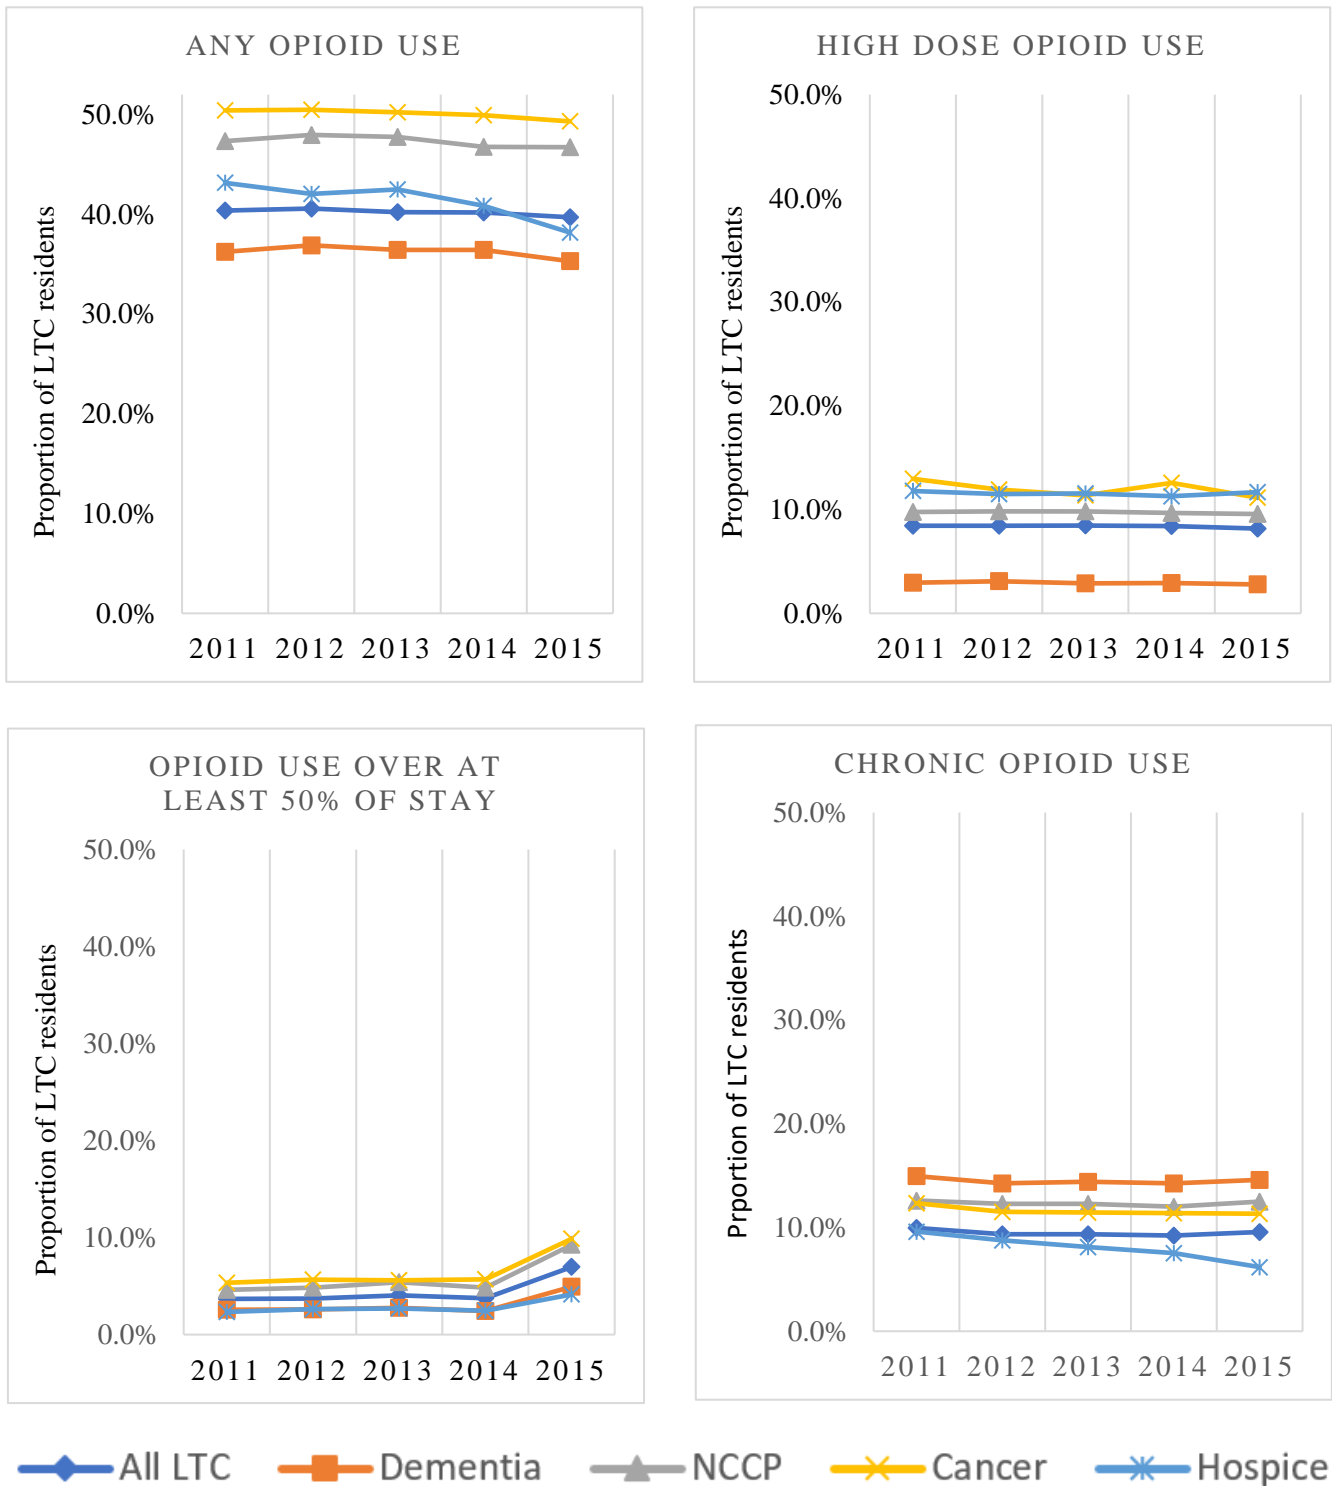 ANY OPIOID USE
Proportion of LTC residents
50.0%
40.0%
30.0%
20.0%
10.0%
0.0%
2011 2012 2013 2014 2015
HIGH DOSE OPIOID USE
Proportion of LTC residents
50.0%
40.0%
30.0%
20.0%
10.0%
0.0%
2011 2012 2013 2014 2015
OPIOID USE OVER AT
LEAST 50% OF STAY
Proportion of LTC residents
50.0%
40.0%
30.0%
20.0%
10.0%
0.0%
2011 2012 2013 2014 2015
CHRONIC OPIOID USE
Prportion of LTC residents
50.0%
40.0%
30.0%
20.0%
10.0%
0.0%
2011 2012 2013 2014 2015
All LTC Dementia NCCP Cancer Hospice